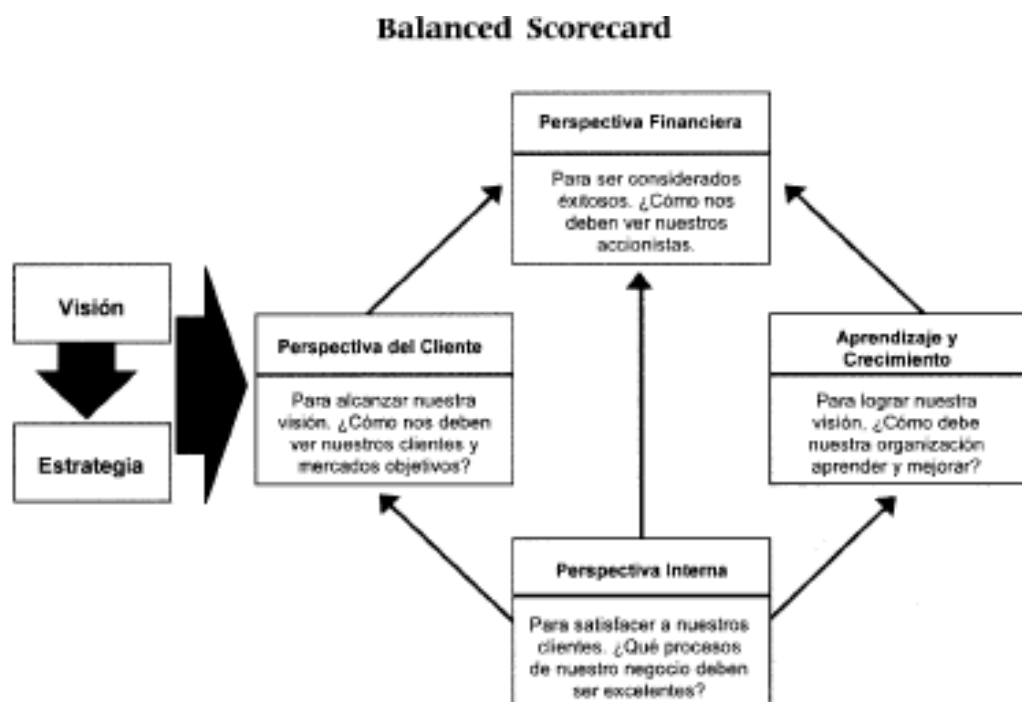 Balanced Scorecard
Perspectiva Financiera
Para ser considerados
éxitosos. ¿Cómo nos
deben ver nuestros
accionistas.
Visión
Estrategia
Perspectiva del Cliente
Para alcanzar nuestra
visión. ¿Cómo nos deben
ver nuestros clientes y
mercados objetivos?
Aprendizaje y
Crecimiento
Para lograr nuestra
visión. ¿Cómo debe
nuestra organización
aprender y mejorar?
Perspectiva Interna
Para satisfacer a nuestros
clientes. ¿Qué procesos
de nuestro negocio deben
ser excelentes?